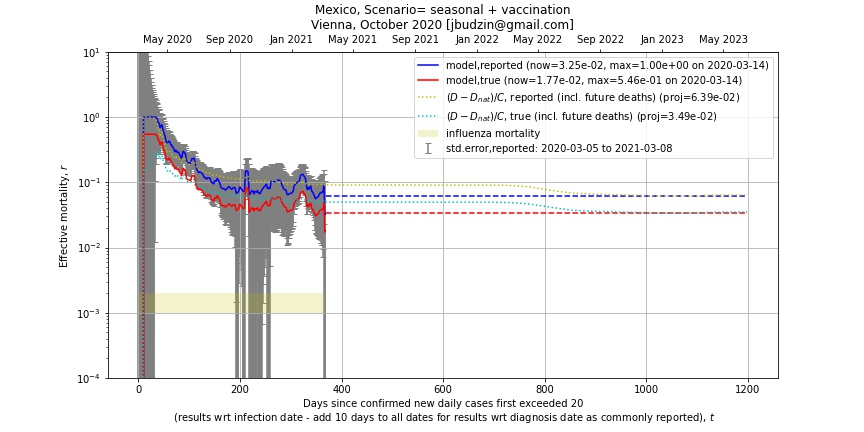 Mexico, Scenario= seasonal + vaccination
Vienna, October 2020 [jbudzin@gmail.com]
May 2020 Sep 2020 Jan 2021 May 2021 Sep 2021 Jan 2022 May 2022 Sep 2022 Jan 2023 May 2023
model,reported (now=3.25e-02, max=1.00e+00 on 2020-03-14)
model,true (now=1.77e-02, max=5.46e-01 on 2020-03-14)
(D − D_nat)/C, reported (incl. future deaths) (proj=6.39e-02)
(D − D_nat)/C, true (incl. future deaths) (proj=3.49e-02)
influenza mortality
std.error,reported: 2020-03-05 to 2021-03-08
Effective mortality, r
10^1
10^0
10^−1
10^−2
10^−3
10^−4
0 200 400 600 800 1000 1200
Days since confirmed new daily cases first exceeded 20
(results wrt infection date - add 10 days to all dates for results wrt diagnosis date as commonly reported), t